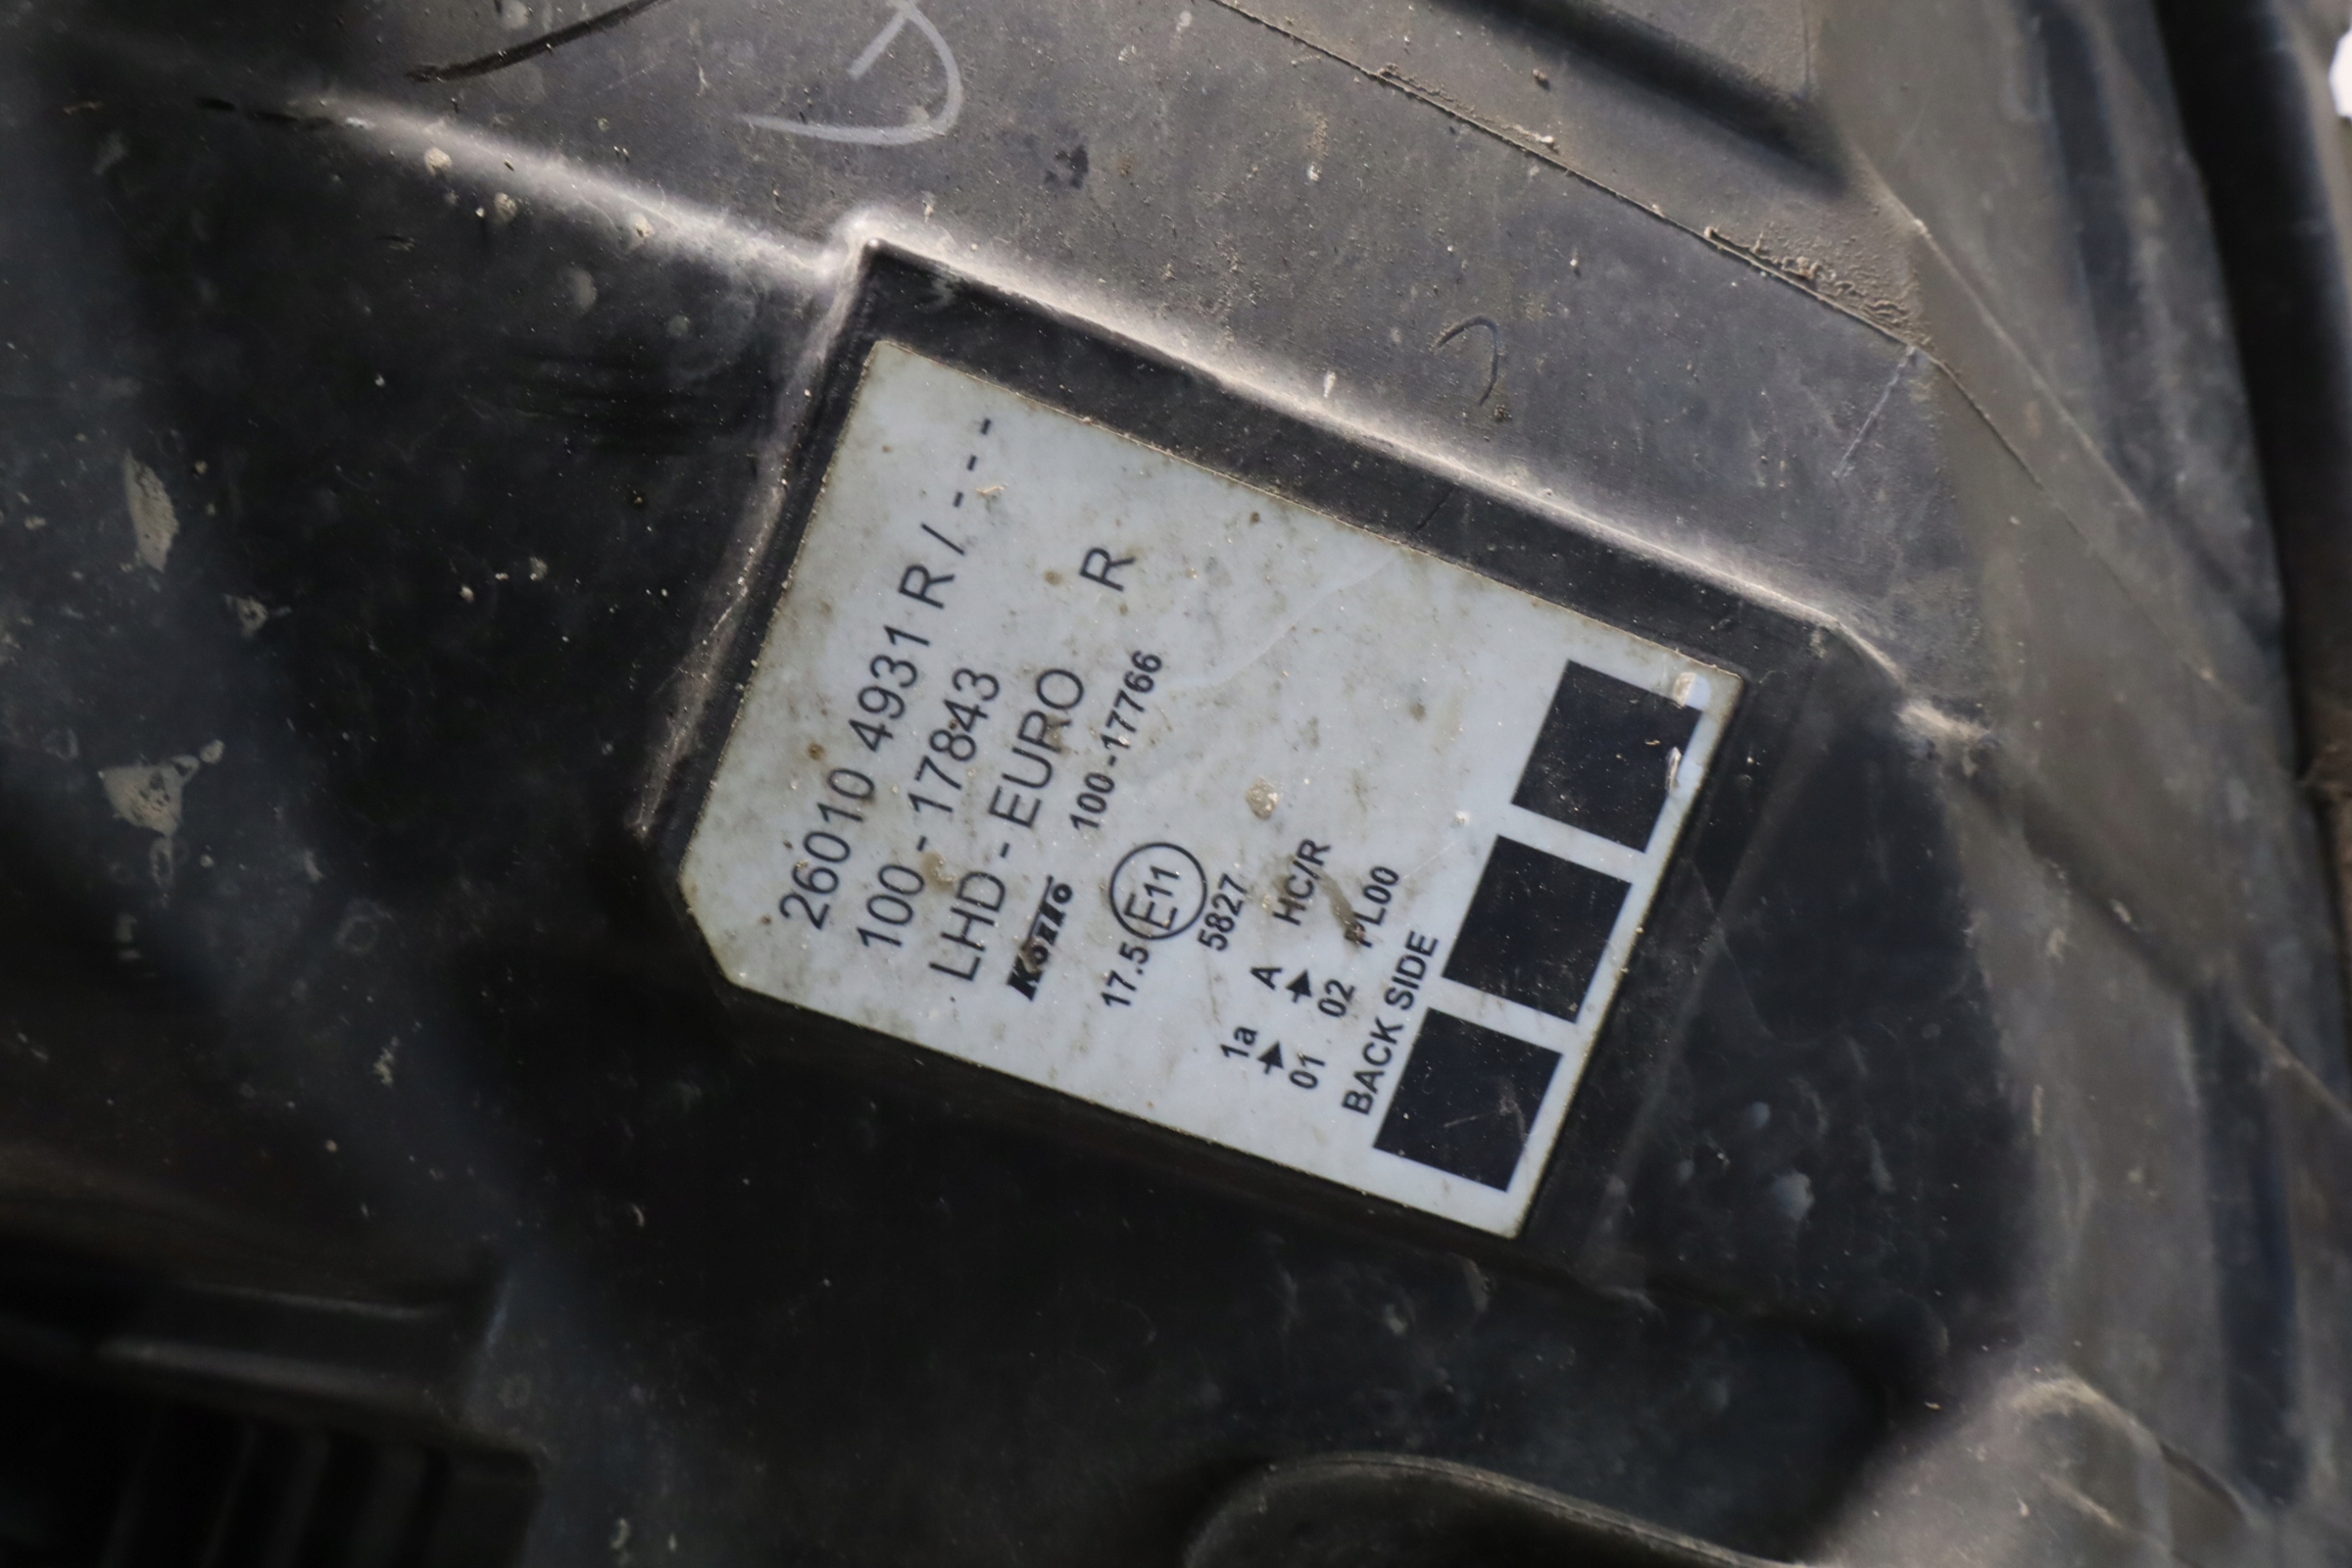 26010 4931 R / ----
100 - 17843
LHD - EURO R
KOITO 100-17766
17.5 E11
5827
1a A HC/R
01 02 PL00
BACK SIDE